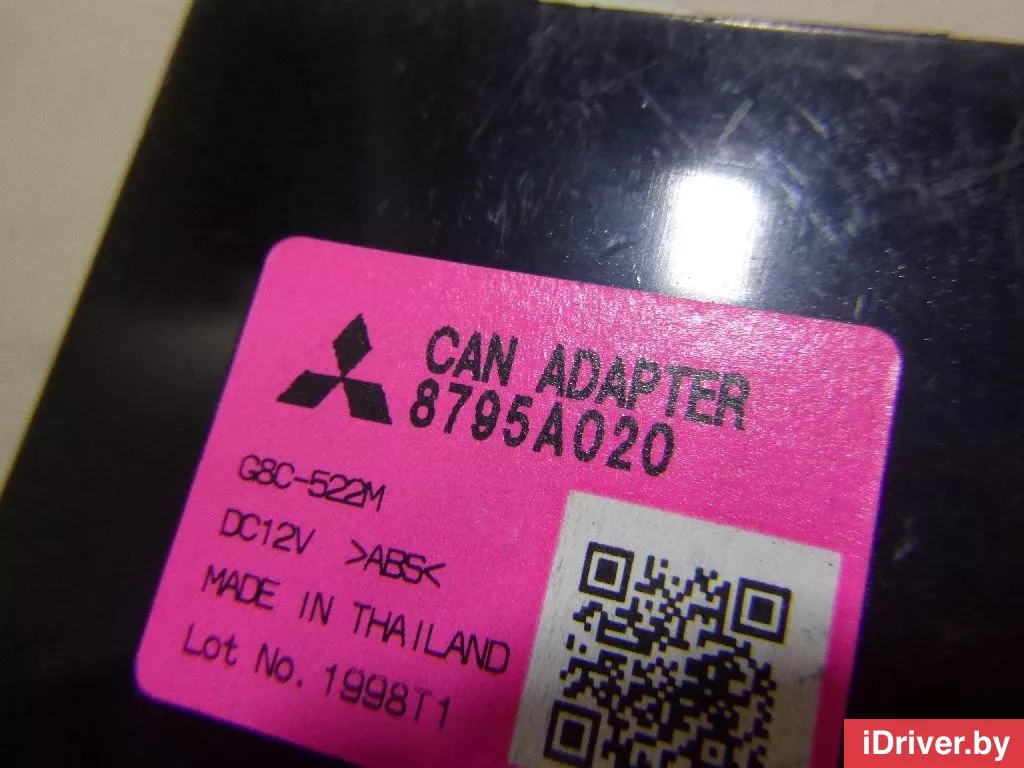 CAN ADAPTER
8795A020
G8C-522M
DC12V >ABS<
MADE IN THAILAND
Lot No. 1998T1
iDriver.by